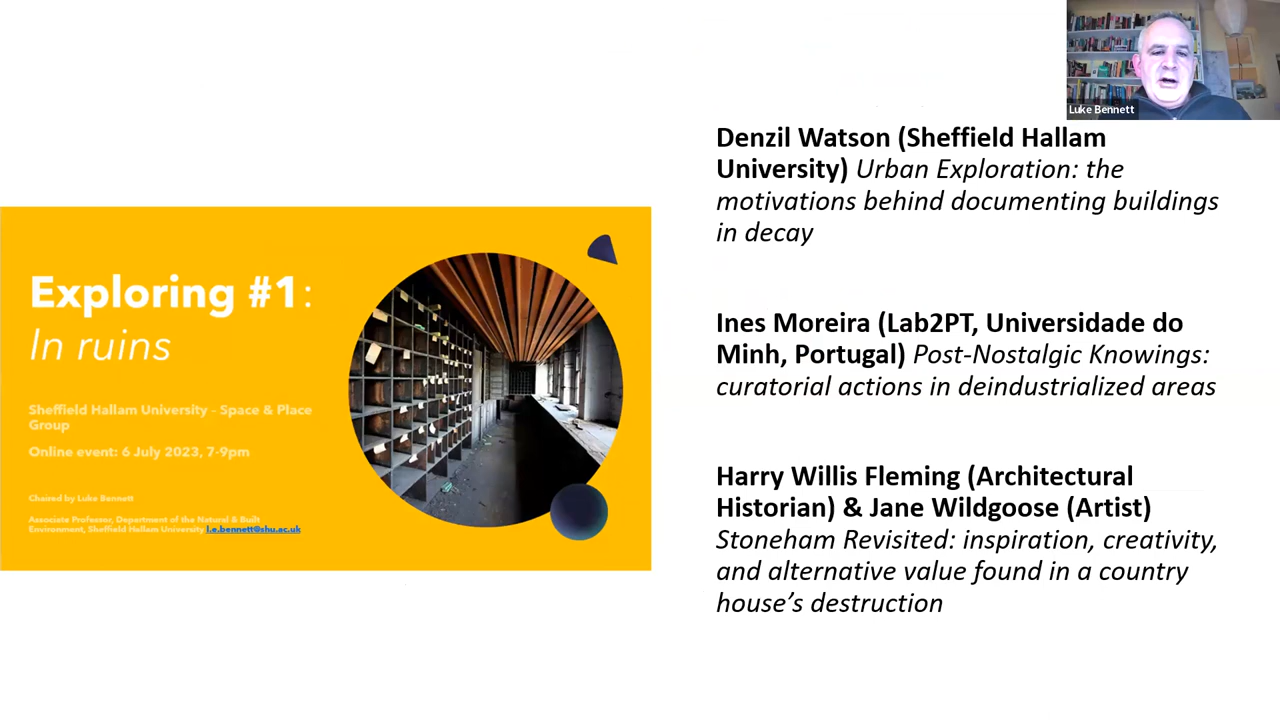 Luke Bennett
Denzil Watson (Sheffield Hallam
University) Urban Exploration: the
motivations behind documenting buildings
in decay
Exploring #1:
In ruins
Sheffield Hallam University - Space & Place
Group
Online event: 6 July 2023, 7-9pm
Chaired by Luke Bennett
Associate Professor, Department of the Natural & Built
Environment, Sheffield Hallam University l.e.bennett@shu.ac.uk
Ines Moreira (Lab2PT, Universidade do
Minh, Portugal) Post-Nostalgic Knowings:
curatorial actions in deindustrialized areas
Harry Willis Fleming (Architectural
Historian) & Jane Wildgoose (Artist)
Stoneham Revisited: inspiration, creativity,
and alternative value found in a country
house’s destruction